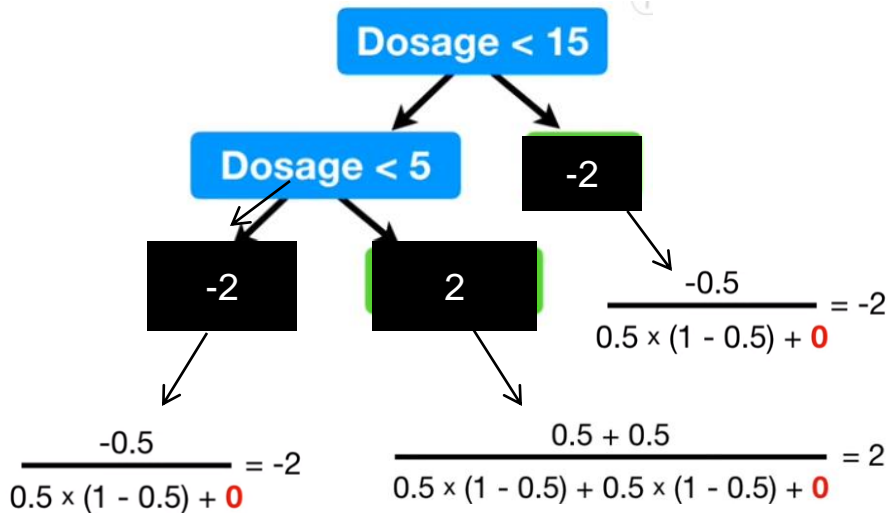 Dosage < 15
Dosage < 5
-2
-2
2
-0.5
0.5 × (1 - 0.5) + 0
= -2
-0.5
0.5 × (1 - 0.5) + 0
= -2
0.5 + 0.5
0.5 × (1 - 0.5) + 0.5 × (1 - 0.5) + 0
= 2